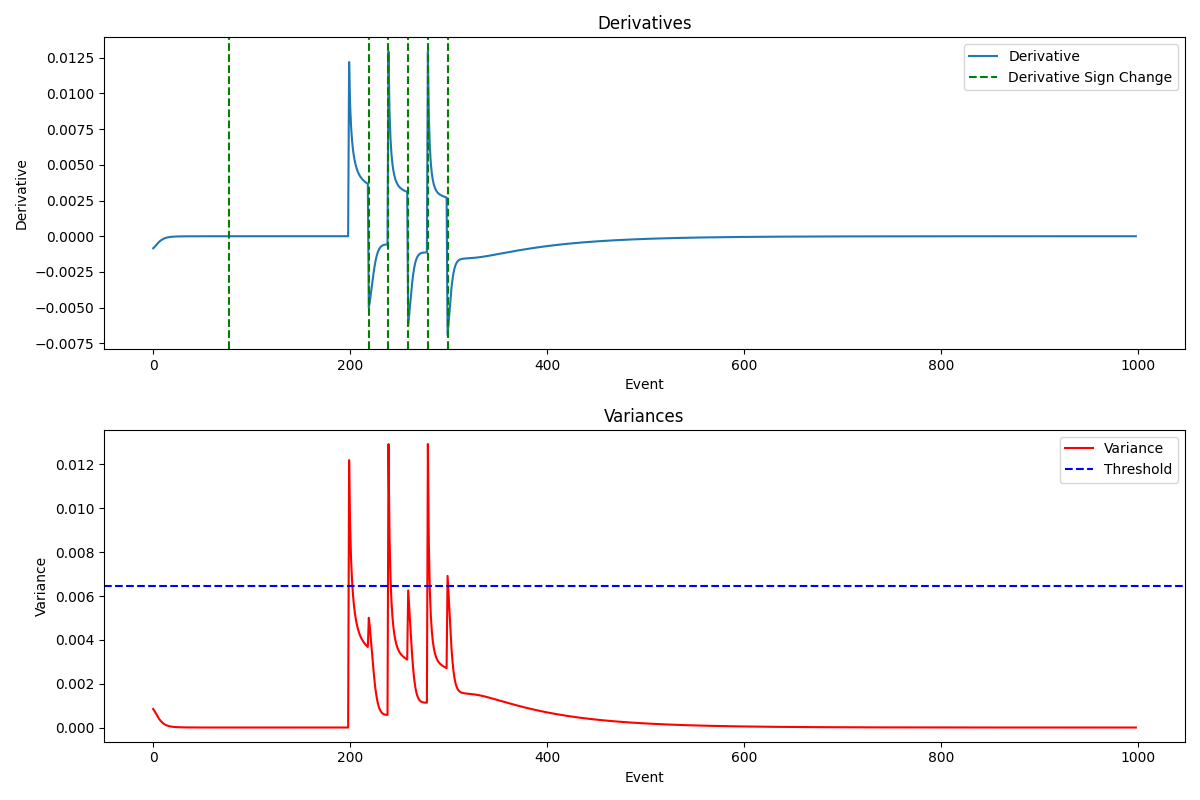 Derivatives
Derivative
Derivative Sign Change
0.0125
0.0100
0.0075
0.0050
0.0025
0.0000
−0.0025
−0.0050
−0.0075
Derivative
0 200 400 600 800 1000
Event
Variances
Variance
Threshold
0.012
0.010
0.008
0.006
0.004
0.002
0.000
Variance
0 200 400 600 800 1000
Event